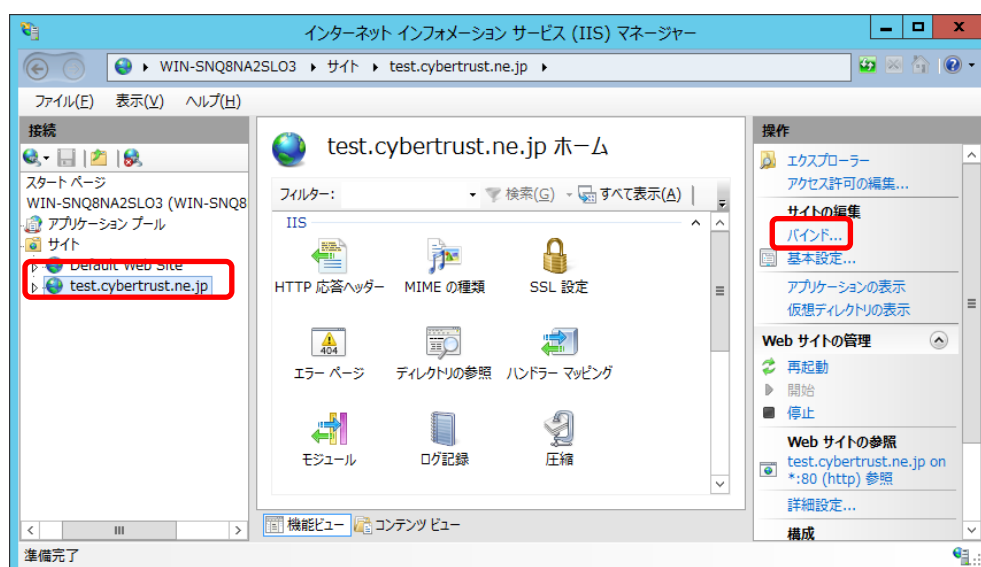 インターネット インフォメーション サービス (IIS) マネージャー
WIN-SNQ8NA2SLO3 サイト test.cybertrust.ne.jp
ファイル(F) 表示(V) ヘルプ(H)
接続
スタート ページ
WIN-SNQ8NA2SLO3 (WIN-SNQ8
アプリケーション プール
サイト
Default Web Site
test.cybertrust.ne.jp
test.cybertrust.ne.jp ホーム
フィルター: 検索(G) すべて表示(A)
IIS
HTTP 応答ヘッダー MIME の種類 SSL 設定
404
エラー ページ ディレクトリの参照 ハンドラー マッピング
モジュール ログ記録 圧縮
機能ビュー コンテンツ ビュー
操作
エクスプローラー
アクセス許可の編集...
サイトの編集
バインド...
基本設定...
アプリケーションの表示
仮想ディレクトリの表示
Web サイトの管理
再起動
開始
停止
Web サイトの参照
test.cybertrust.ne.jp on
*:80 (http) 参照
詳細設定...
構成
準備完了